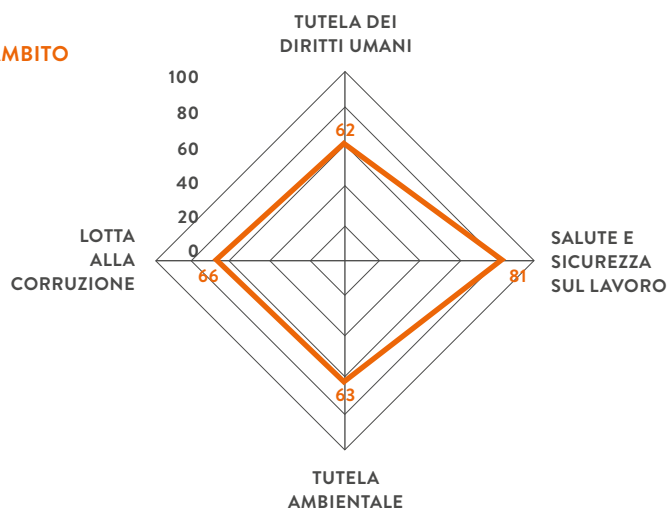 AMBITO
TUTELA DEI
DIRITTI UMANI
100
80
60
40
20
0
62
LOTTA
ALLA
CORRUZIONE
66
81
SALUTE E
SICUREZZA
SUL LAVORO
63
TUTELA
AMBIENTALE